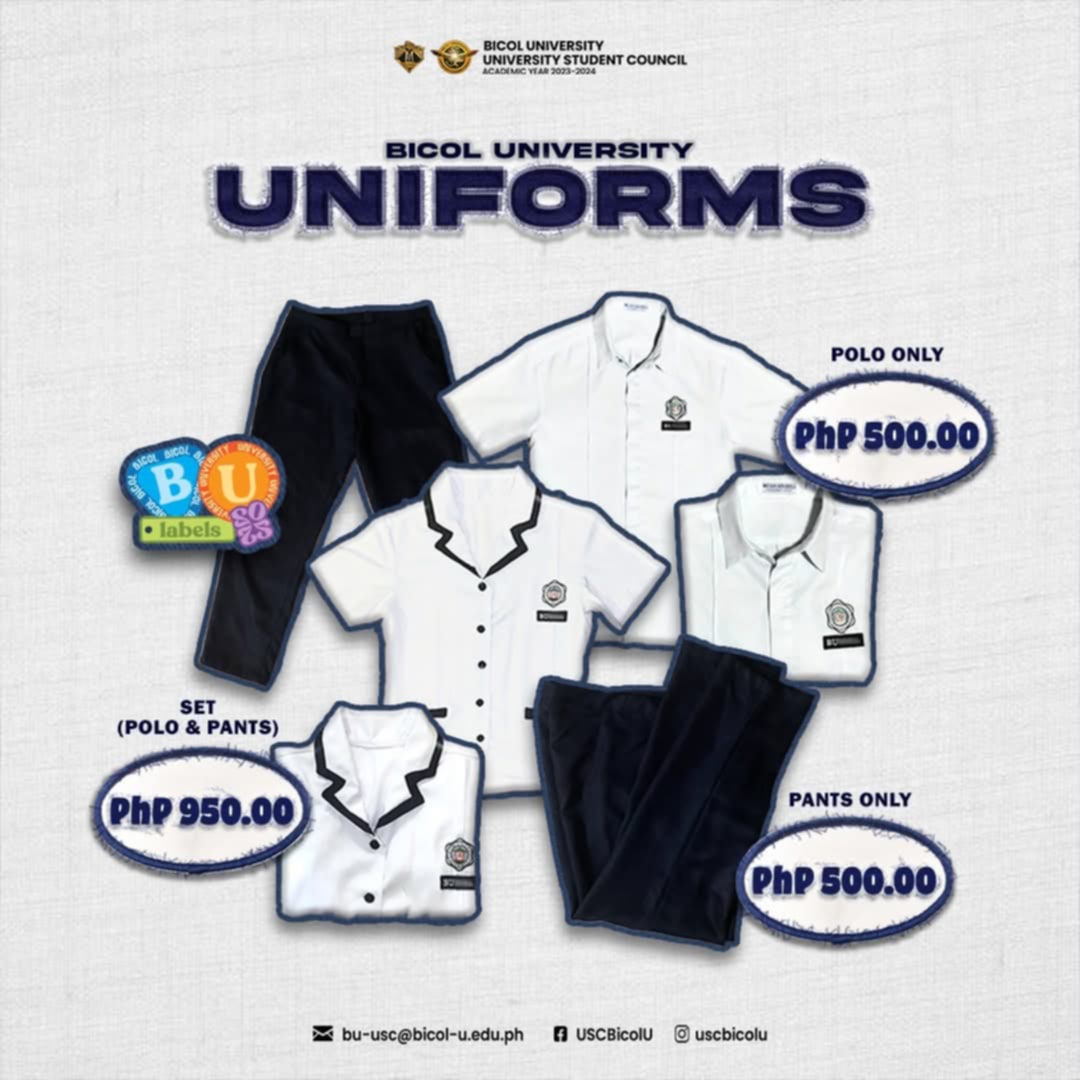 BICOL UNIVERSITY
UNIVERSITY STUDENT COUNCIL
ACADEMIC YEAR 2023-2024
BICOL UNIVERSITY
UNIFORMS
POLO ONLY
PhP 500.00
BICOL BICOL BICOL
UNIVERSITY
B U
labels
SET
(POLO & PANTS)
PhP 950.00
PANTS ONLY
PhP 500.00
bu-usc@bicol-u.edu.ph
USCBicolU
uscbicolu